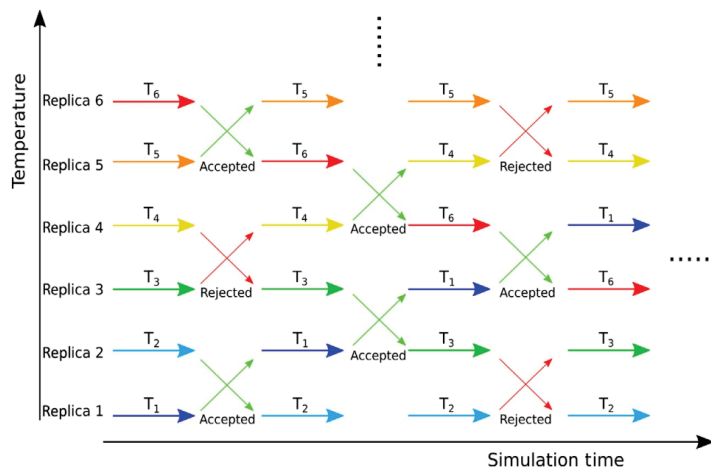 Temperature
Replica 6 T6 T5 T5 T5
Replica 5 T5 Accepted T6 T4 Rejected T4
Replica 4 T4 T4 Accepted T6 T1
Replica 3 T3 Rejected T3 T1 Accepted T6
Replica 2 T2 T1 Accepted T3 T3
Replica 1 T1 Accepted T2 T2 Rejected T2
Simulation time